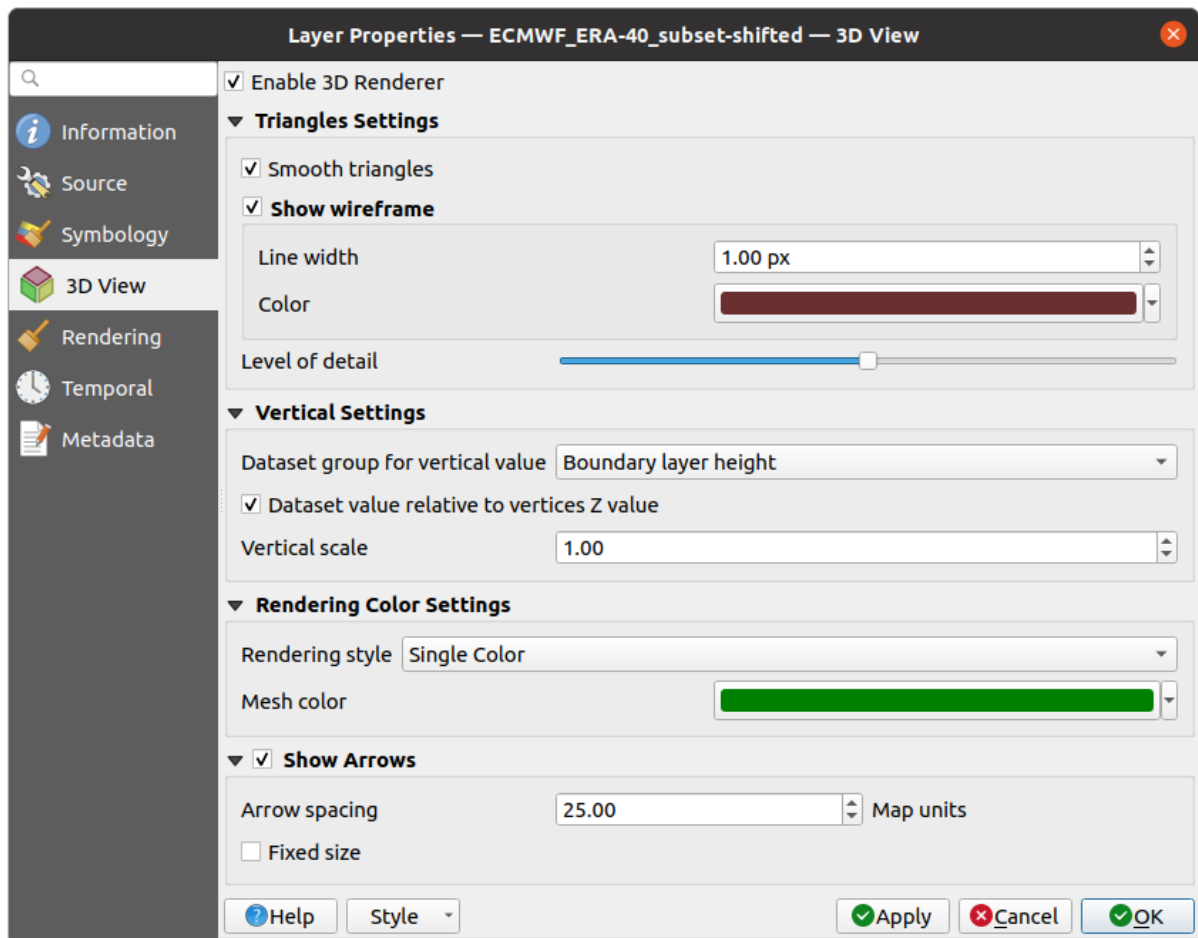 Layer Properties — ECMWF_ERA-40_subset-shifted — 3D View
Information
Source
Symbology
3D View
Rendering
Temporal
Metadata
Enable 3D Renderer
Triangles Settings
Smooth triangles
Show wireframe
Line width 1.00 px
Color
Level of detail
Vertical Settings
Dataset group for vertical value Boundary layer height
Dataset value relative to vertices Z value
Vertical scale 1.00
Rendering Color Settings
Rendering style Single Color
Mesh color
Show Arrows
Arrow spacing 25.00 Map units
Fixed size
Help Style Apply Cancel OK